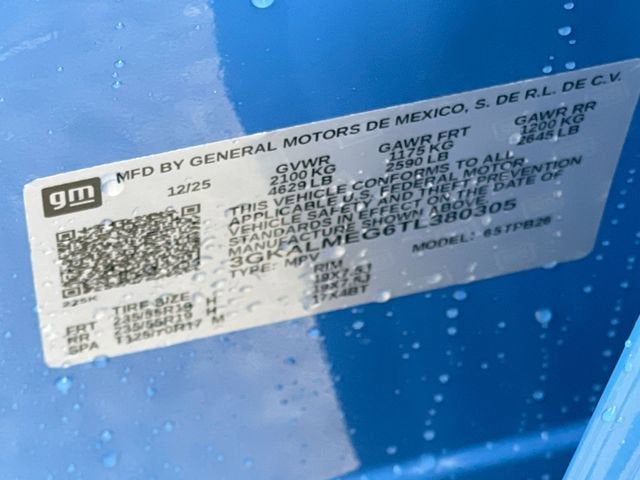 gm
MFD BY GENERAL MOTORS DE MEXICO, S. DE R.L. DE C.V.
12/25
GVWR GAWR FRT GAWR RR
2100 KG 1175 KG 1200 KG
4629 LB 2590 LB 2645 LB
THIS VEHICLE CONFORMS TO ALL
APPLICABLE U.S. FEDERAL MOTOR
VEHICLE SAFETY AND THEFT PREVENTION
STANDARDS IN EFFECT ON THE DATE OF
MANUFACTURE SHOWN ABOVE.
3GKALMEG6TL380305
TYPE: MPV MODEL: 6STPB26
225K
TIRE SIZE RIM
FRT 235/55R19 H 19X7.5J
RR 235/55R19 H 19X7.5J
SPA T125/70R17 M 17X4BT